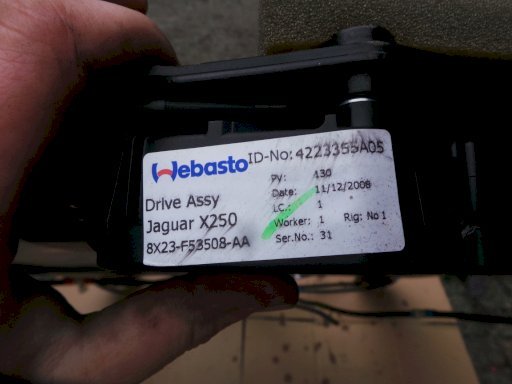 Webasto ID-No: 4223355A05
Drive Assy
Jaguar X250
8X23-F53508-AA
Py: 130
Date: 11/12/2008
I.C.: 1
Worker: 1 Rig: No 1
Ser.No.: 31